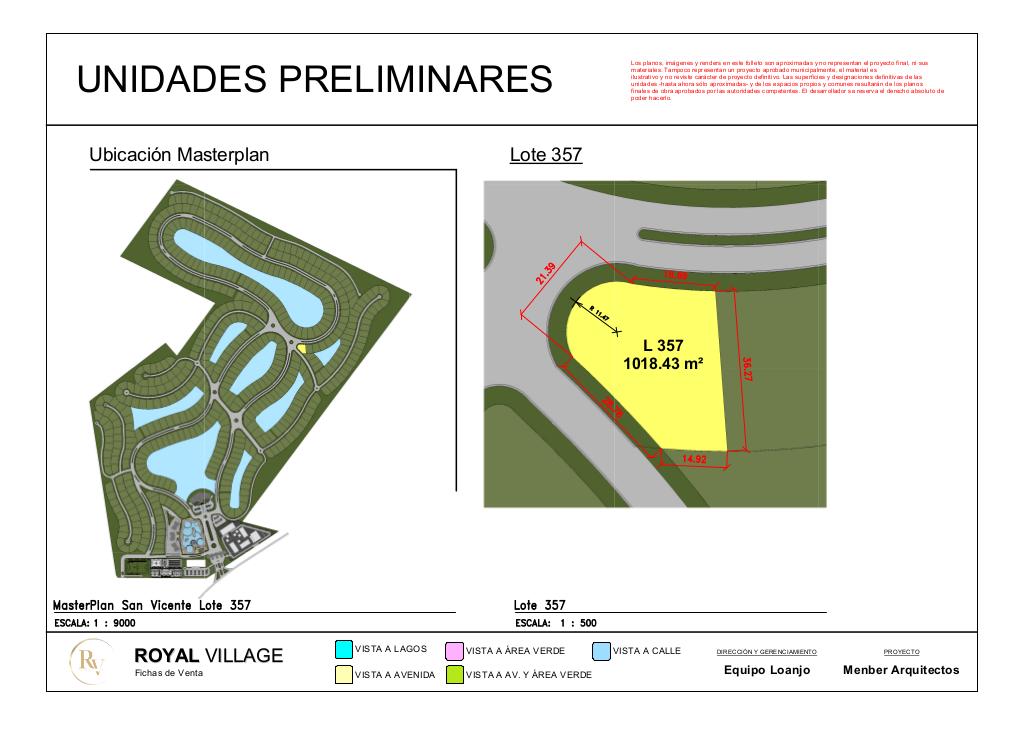 UNIDADES PRELIMINARES
Los planos, imágenes y renders en este folleto son aproximadas y no representan el proyecto final, ni sus
materiales. Tampoco representan un proyecto aprobado municipalmente, el material es
ilustrativo y no reviste carácter de proyecto definitivo. Las superficies y designaciones definitivas de las
unidades -hasta ahora sólo aproximadas- y de los espacios propios y comunes resultarán de los planos
finales de obra aprobados por las autoridades competentes. El desarrollador se reserva el derecho absoluto de
poder hacerlo.
Ubicación Masterplan
Lote 357
21.39
R 11.47
L 357
1018.43 m²
36.27
14.92
MasterPlan San Vicente Lote 357
ESCALA: 1 : 9000
Lote 357
ESCALA: 1 : 500
RV
ROYAL VILLAGE
Fichas de Venta
VISTA A LAGOS
VISTA A ÁREA VERDE
VISTA A CALLE
VISTA A AVENIDA
VISTA A AV. Y ÁREA VERDE
DIRECCIÓN Y GERENCIAMIENTO
Equipo Loanjo
PROYECTO
Menber Arquitectos